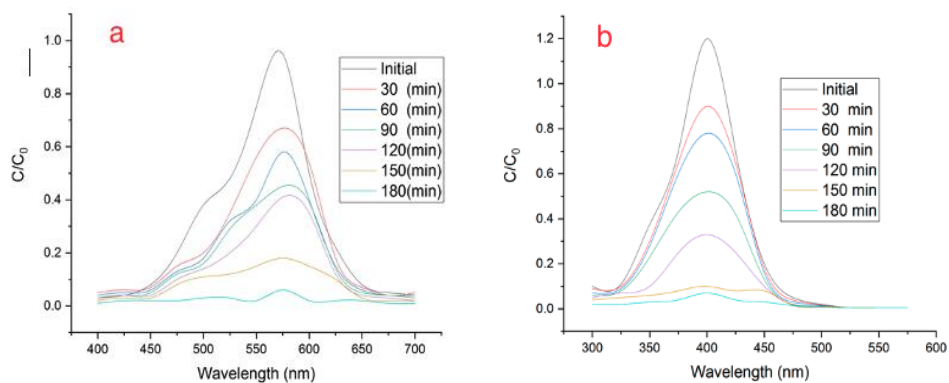 a
C/C₀
1.0
0.8
0.6
0.4
0.2
0.0
400
450
500
550
600
650
700
Wavelength (nm)
Initial
30 (min)
60 (min)
90 (min)
120(min)
150(min)
180(min)
b
C/C₀
1.2
1.0
0.8
0.6
0.4
0.2
0.0
300
350
400
450
500
550
600
Wavelength (nm)
Initial
30 min
60 min
90 min
120 min
150 min
180 min